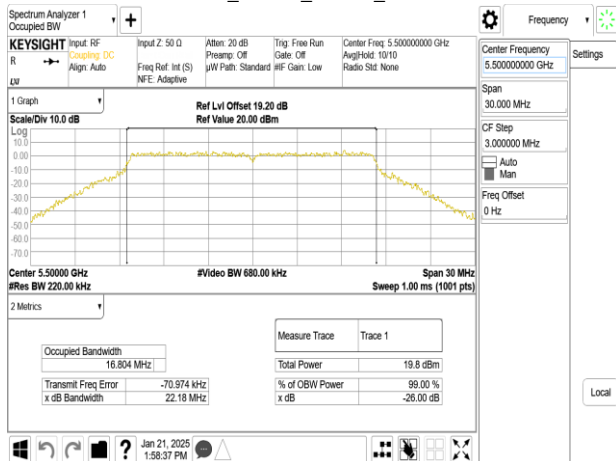 Spectrum Analyzer 1
Occupied BW
+
Frequency
KEYSIGHT
R
Input: RF
Coupling: DC
Align: Auto
Input Z: 50 Ω
Freq Ref: Int (S)
NFE: Adaptive
Atten: 20 dB
Preamp: Off
µW Path: Standard
Trig: Free Run
Gate: Off
#IF Gain: Low
Center Freq: 5.500000000 GHz
Avg|Hold: 10/10
Radio Std: None
Center Frequency
5.500000000 GHz
Settings
Span
30.000 MHz
CF Step
3.000000 MHz
Auto
Man
Freq Offset
0 Hz
Local
1 Graph
Scale/Div 10.0 dB
Ref Lvl Offset 19.20 dB
Ref Value 20.00 dBm
Log
10.0
0.00
-10.0
-20.0
-30.0
-40.0
-50.0
-60.0
-70.0
Center 5.50000 GHz
#Video BW 680.00 kHz
Span 30 MHz
#Res BW 220.00 kHz
Sweep 1.00 ms (1001 pts)
2 Metrics
Measure Trace
Trace 1
Occupied Bandwidth
16.804 MHz
Total Power
19.8 dBm
Transmit Freq Error
-70.974 kHz
% of OBW Power
99.00 %
x dB Bandwidth
22.18 MHz
x dB
-26.00 dB
?
Jan 21, 2025
1:58:37 PM